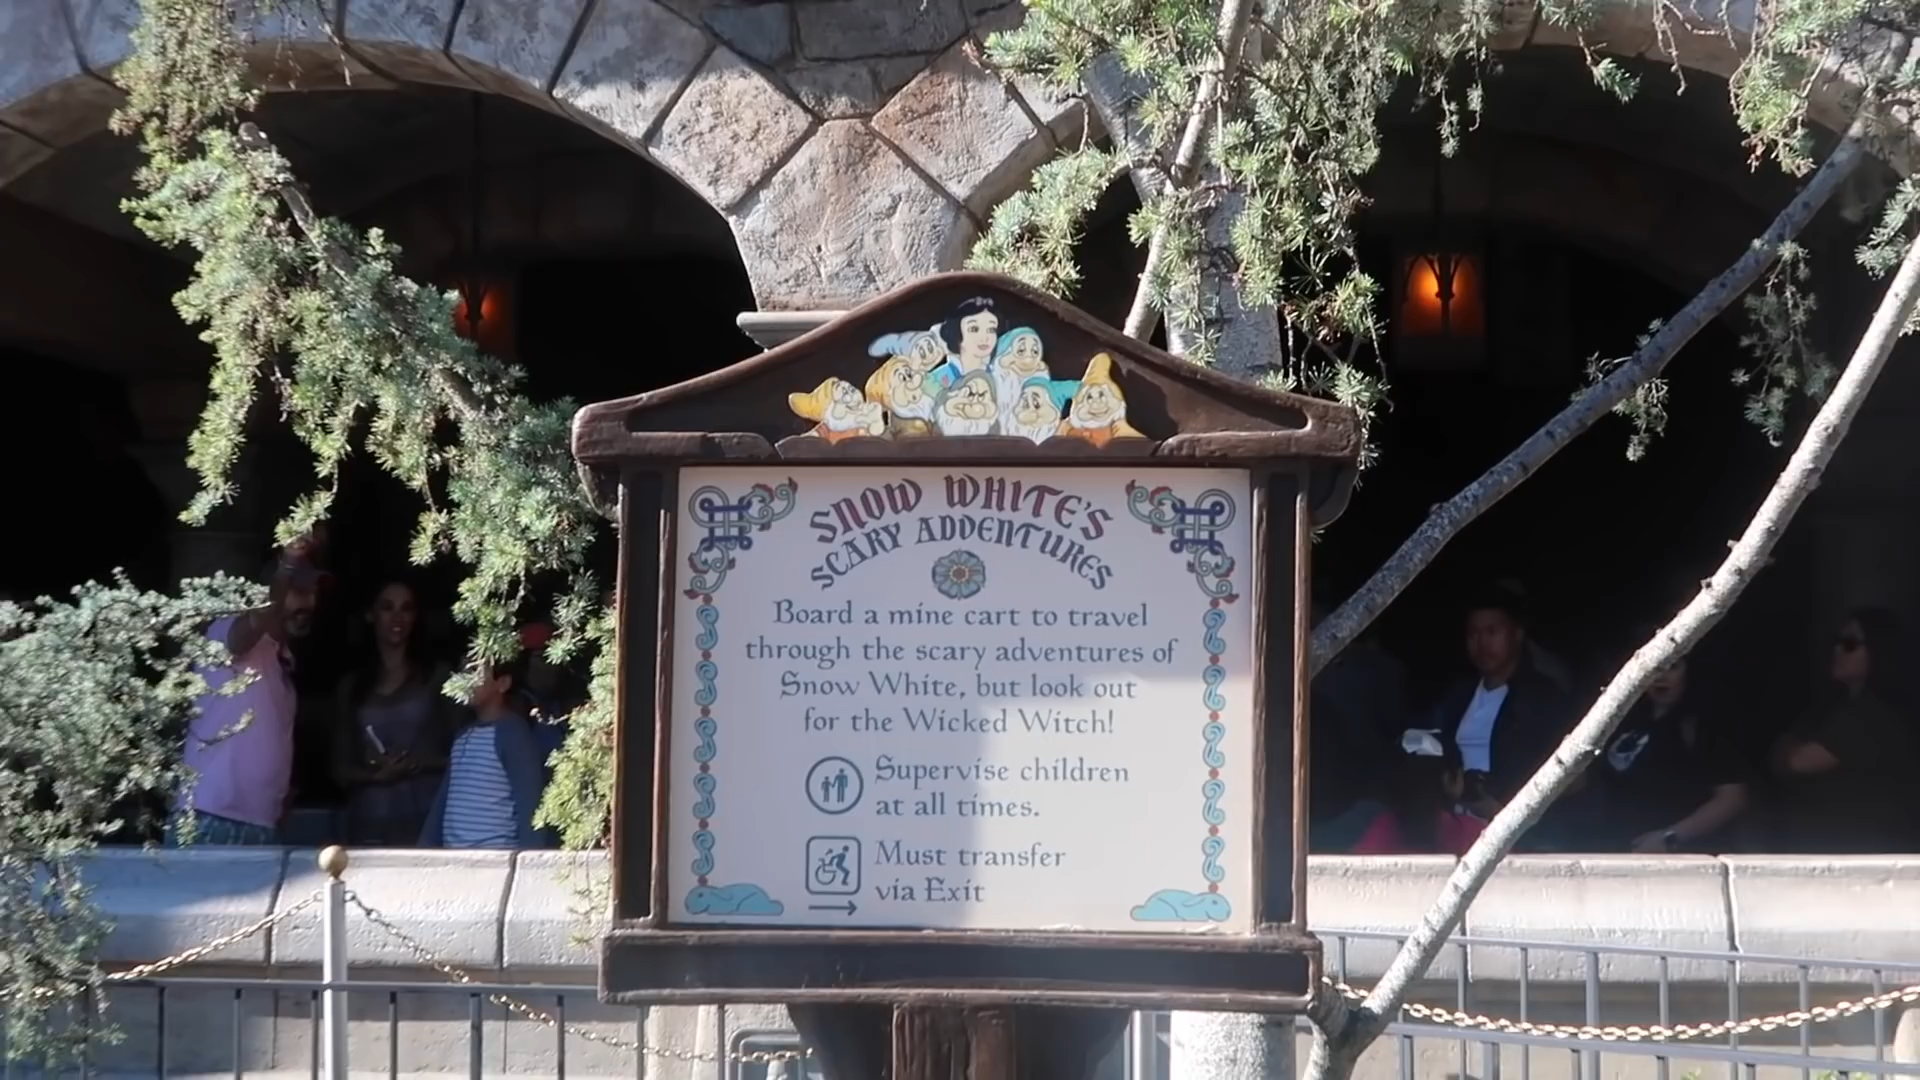 SNOW WHITE'S
SCARY ADVENTURES
Board a mine cart to travel
through the scary adventures of
Snow White, but look out
for the Wicked Witch!
Supervise children
at all times.
Must transfer
via Exit